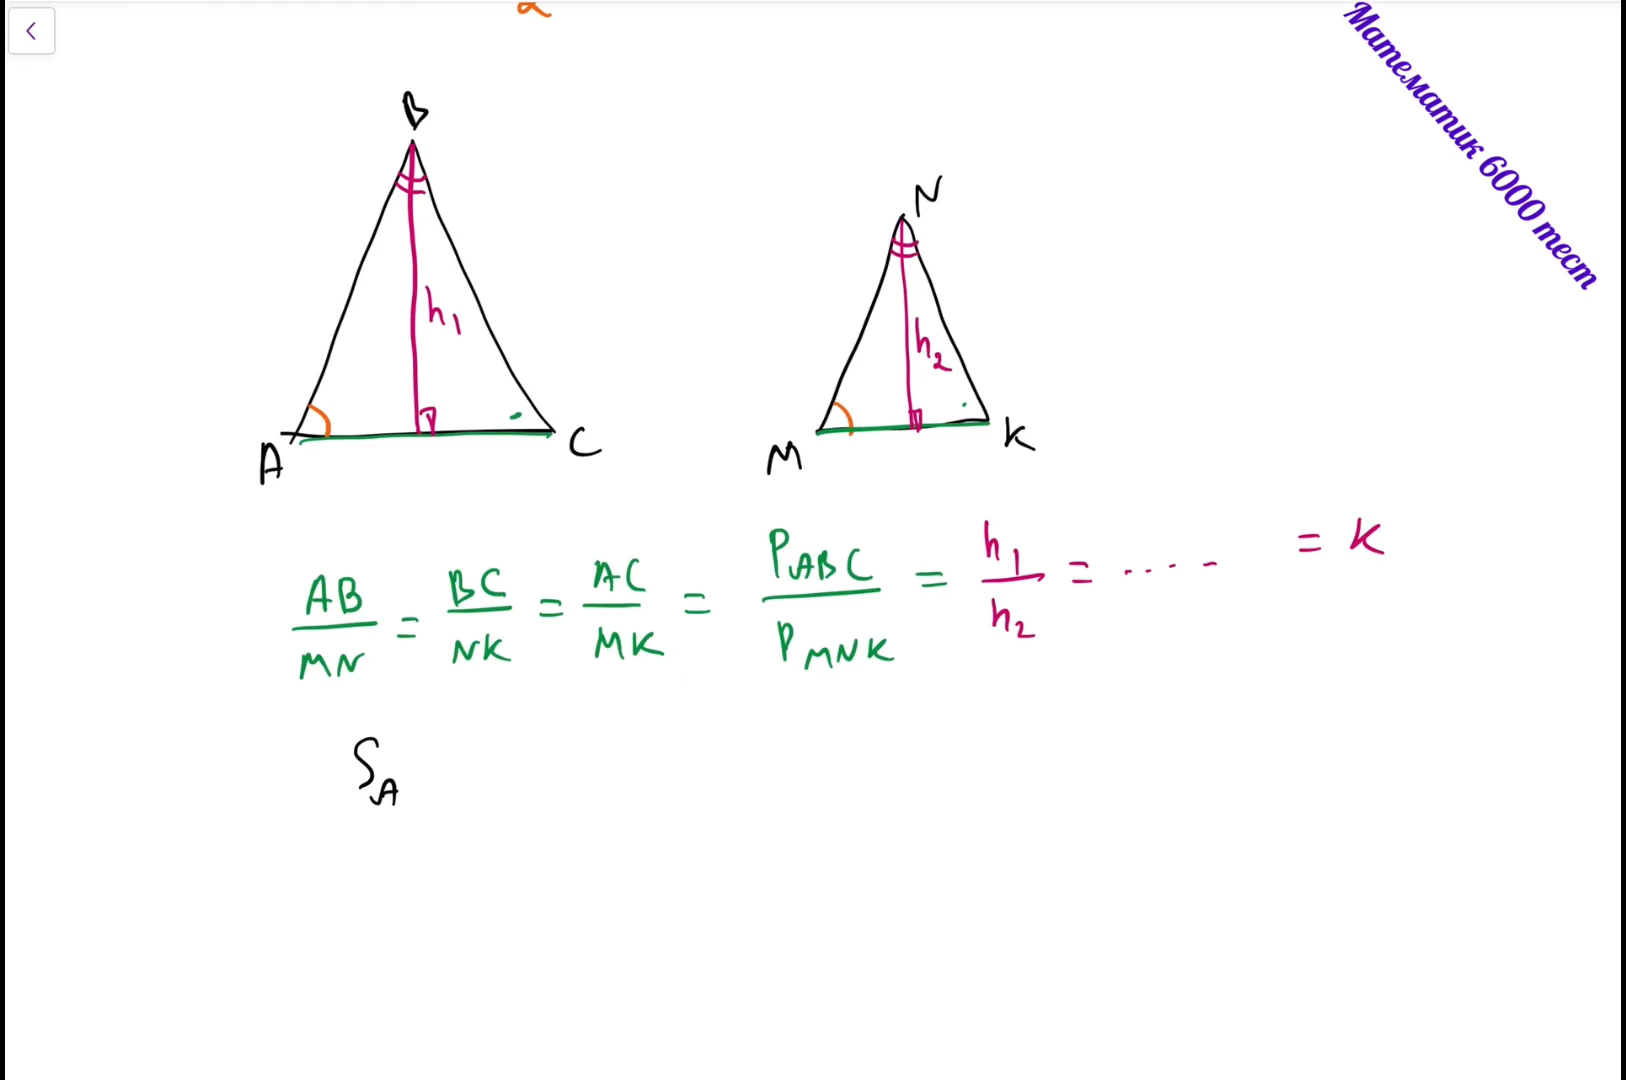 Математик 6000 тест
B
N
h₁
h₂
A C
M K
AB/MN = BC/NK = AC/MK = P_ABC/P_MNK = h₁/h₂ = ..... = K
S_A